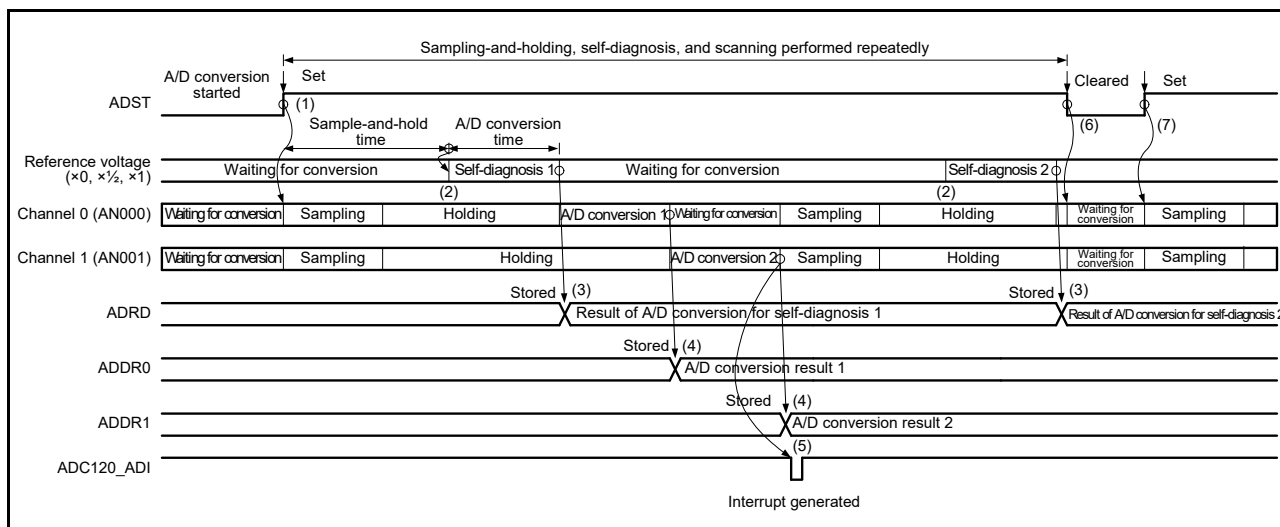 Sampling-and-holding, self-diagnosis, and scanning performed repeatedly
A/D conversion
started
Set
Cleared
Set
ADST
(1)
(6)
(7)
Sample-and-hold
time
A/D conversion
time
Reference voltage
(×0, ×½, ×1)
Waiting for conversion
Self-diagnosis 1
Waiting for conversion
Self-diagnosis 2
(2)
(2)
Channel 0 (AN000)
Waiting for conversion
Sampling
Holding
A/D conversion 1
Waiting for conversion
Sampling
Holding
Waiting for
conversion
Sampling
Channel 1 (AN001)
Waiting for conversion
Sampling
Holding
A/D conversion 2
Sampling
Holding
Waiting for
conversion
Sampling
ADRD
Stored
(3)
Result of A/D conversion for self-diagnosis 1
Stored
(3)
Result of A/D conversion for self-diagnosis 2
ADDR0
Stored
(4)
A/D conversion result 1
ADDR1
Stored
(4)
A/D conversion result 2
ADC120_ADI
(5)
Interrupt generated